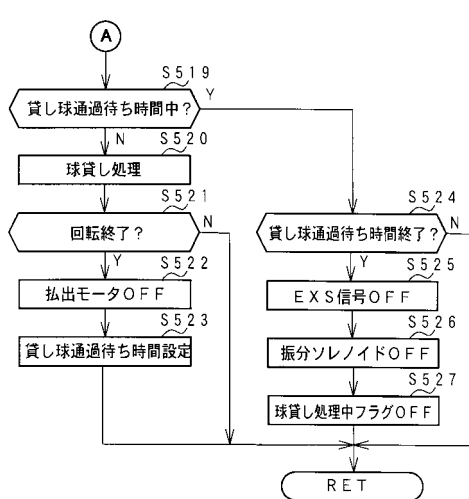 A
S519
貸し球通過待ち時間中?
Y
N
S520
球貸し処理
S521
回転終了?
N
Y
S522
払出モータOFF
S523
貸し球通過待ち時間設定
S524
貸し球通過待ち時間終了?
N
Y
S525
EXS信号OFF
S526
振分ソレノイドOFF
S527
球貸し処理中フラグOFF
RET